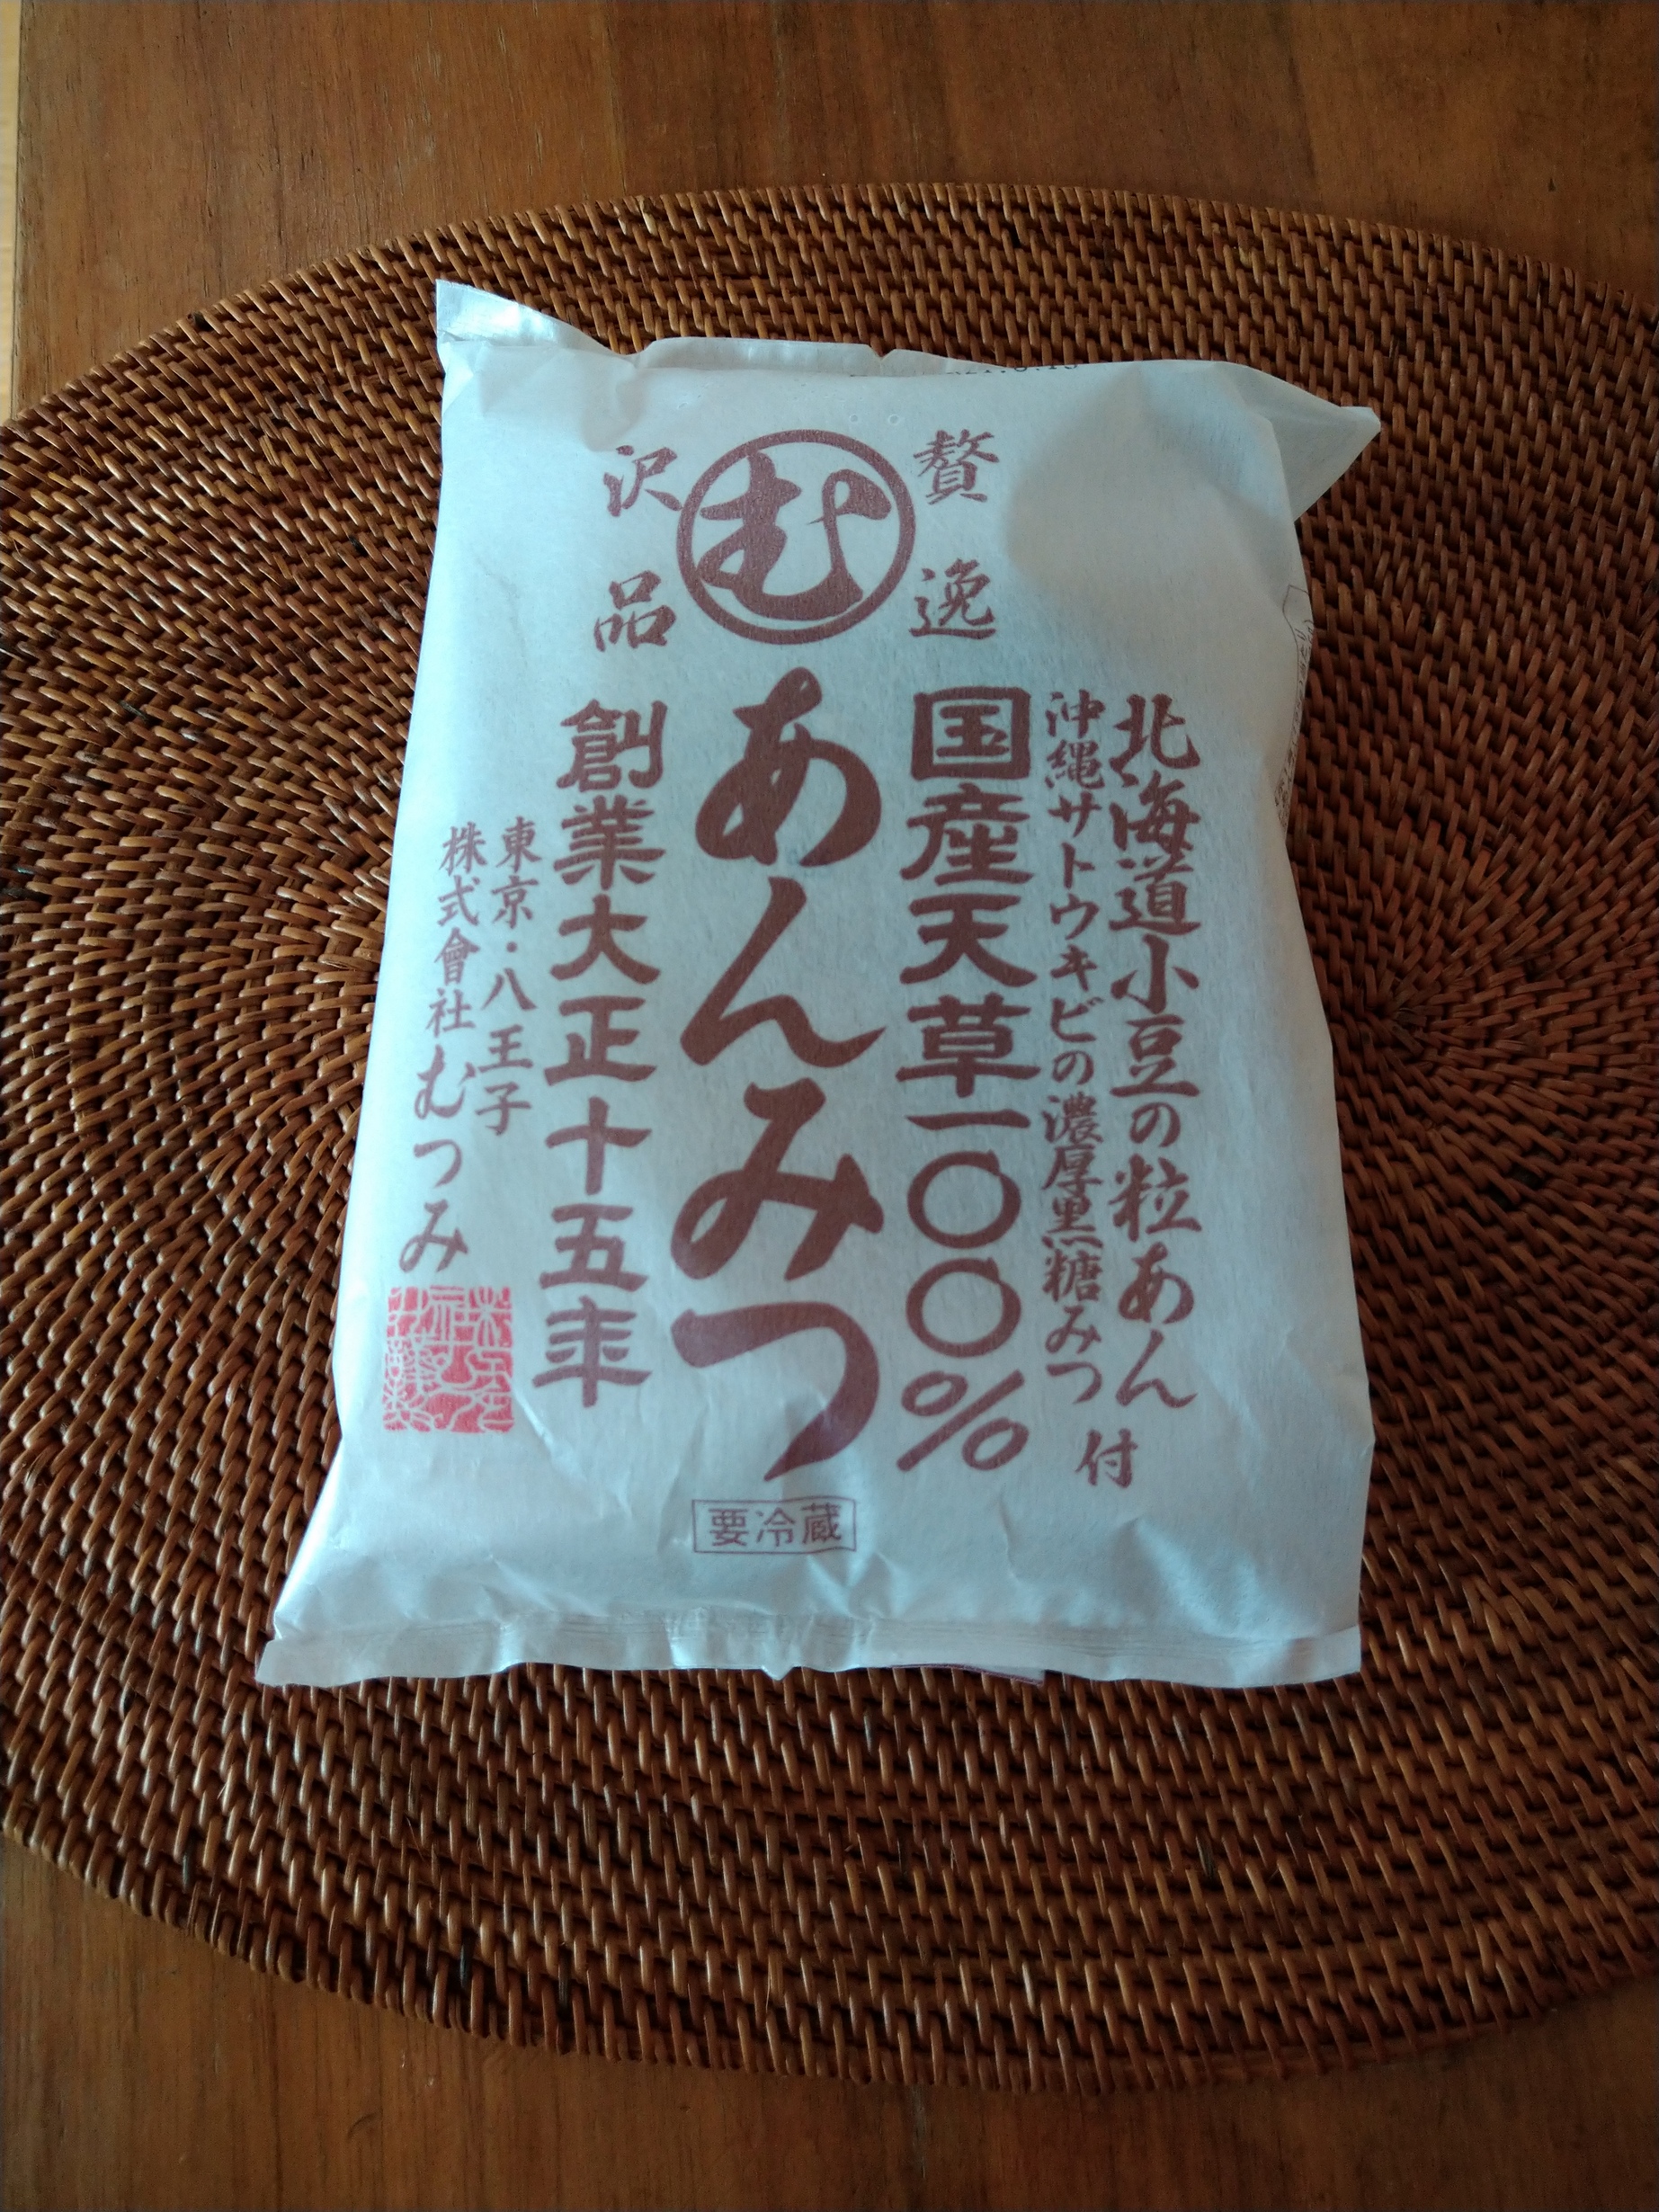 贅沢
逸品
む
北海道小豆の粒あん
沖縄サトウキビの濃厚黒糖みつ
付
国産天草一〇〇%
あんみつ
創業大正十五年
東京・八王子
株式會社むつみ
要冷蔵